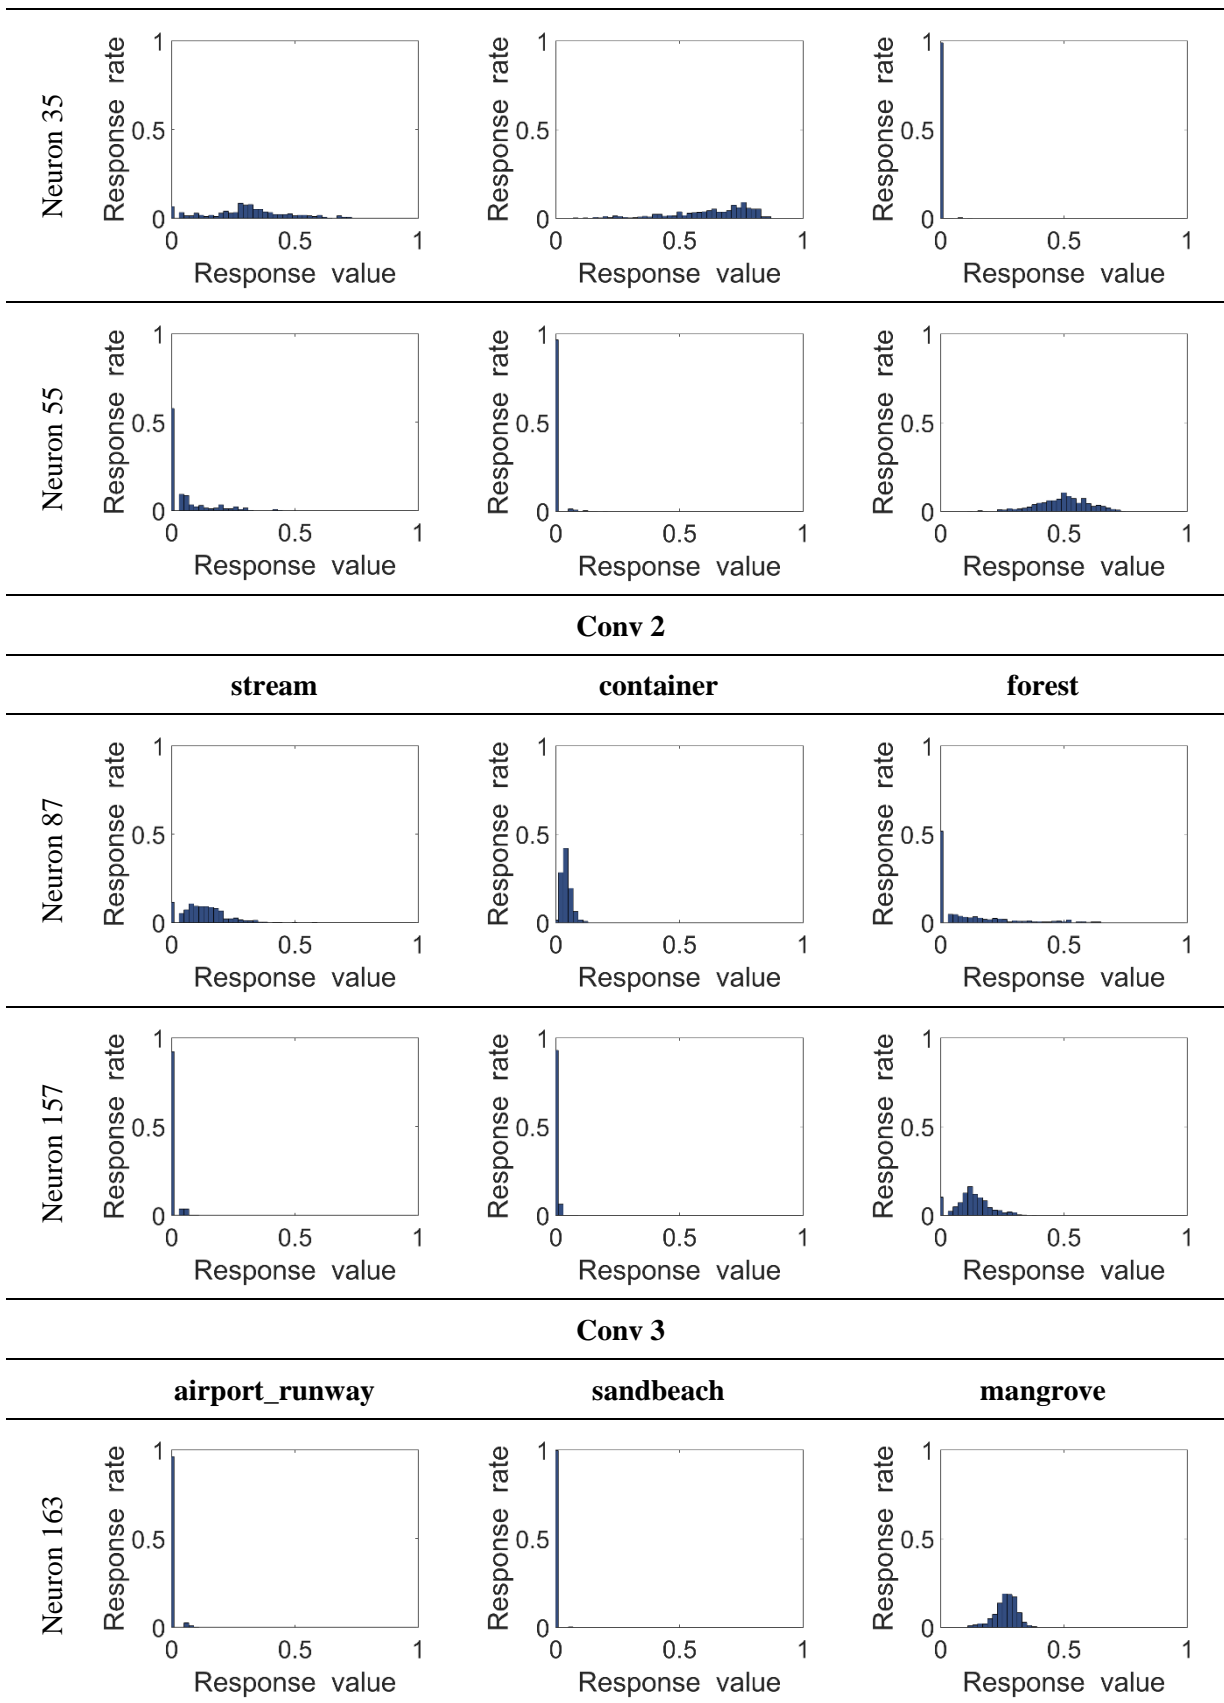 Neuron 35
Response rate
1
0.5
0
0 0.5 1
Response value
Response rate
1
0.5
0
0 0.5 1
Response value
Response rate
1
0.5
0
0 0.5 1
Response value
Neuron 55
Response rate
1
0.5
0
0 0.5 1
Response value
Response rate
1
0.5
0
0 0.5 1
Response value
Response rate
1
0.5
0
0 0.5 1
Response value
Conv 2
stream container forest
Neuron 87
Response rate
1
0.5
0
0 0.5 1
Response value
Response rate
1
0.5
0
0 0.5 1
Response value
Response rate
1
0.5
0
0 0.5 1
Response value
Neuron 157
Response rate
1
0.5
0
0 0.5 1
Response value
Response rate
1
0.5
0
0 0.5 1
Response value
Response rate
1
0.5
0
0 0.5 1
Response value
Conv 3
airport_runway sandbeach mangrove
Neuron 163
Response rate
1
0.5
0
0 0.5 1
Response value
Response rate
1
0.5
0
0 0.5 1
Response value
Response rate
1
0.5
0
0 0.5 1
Response value